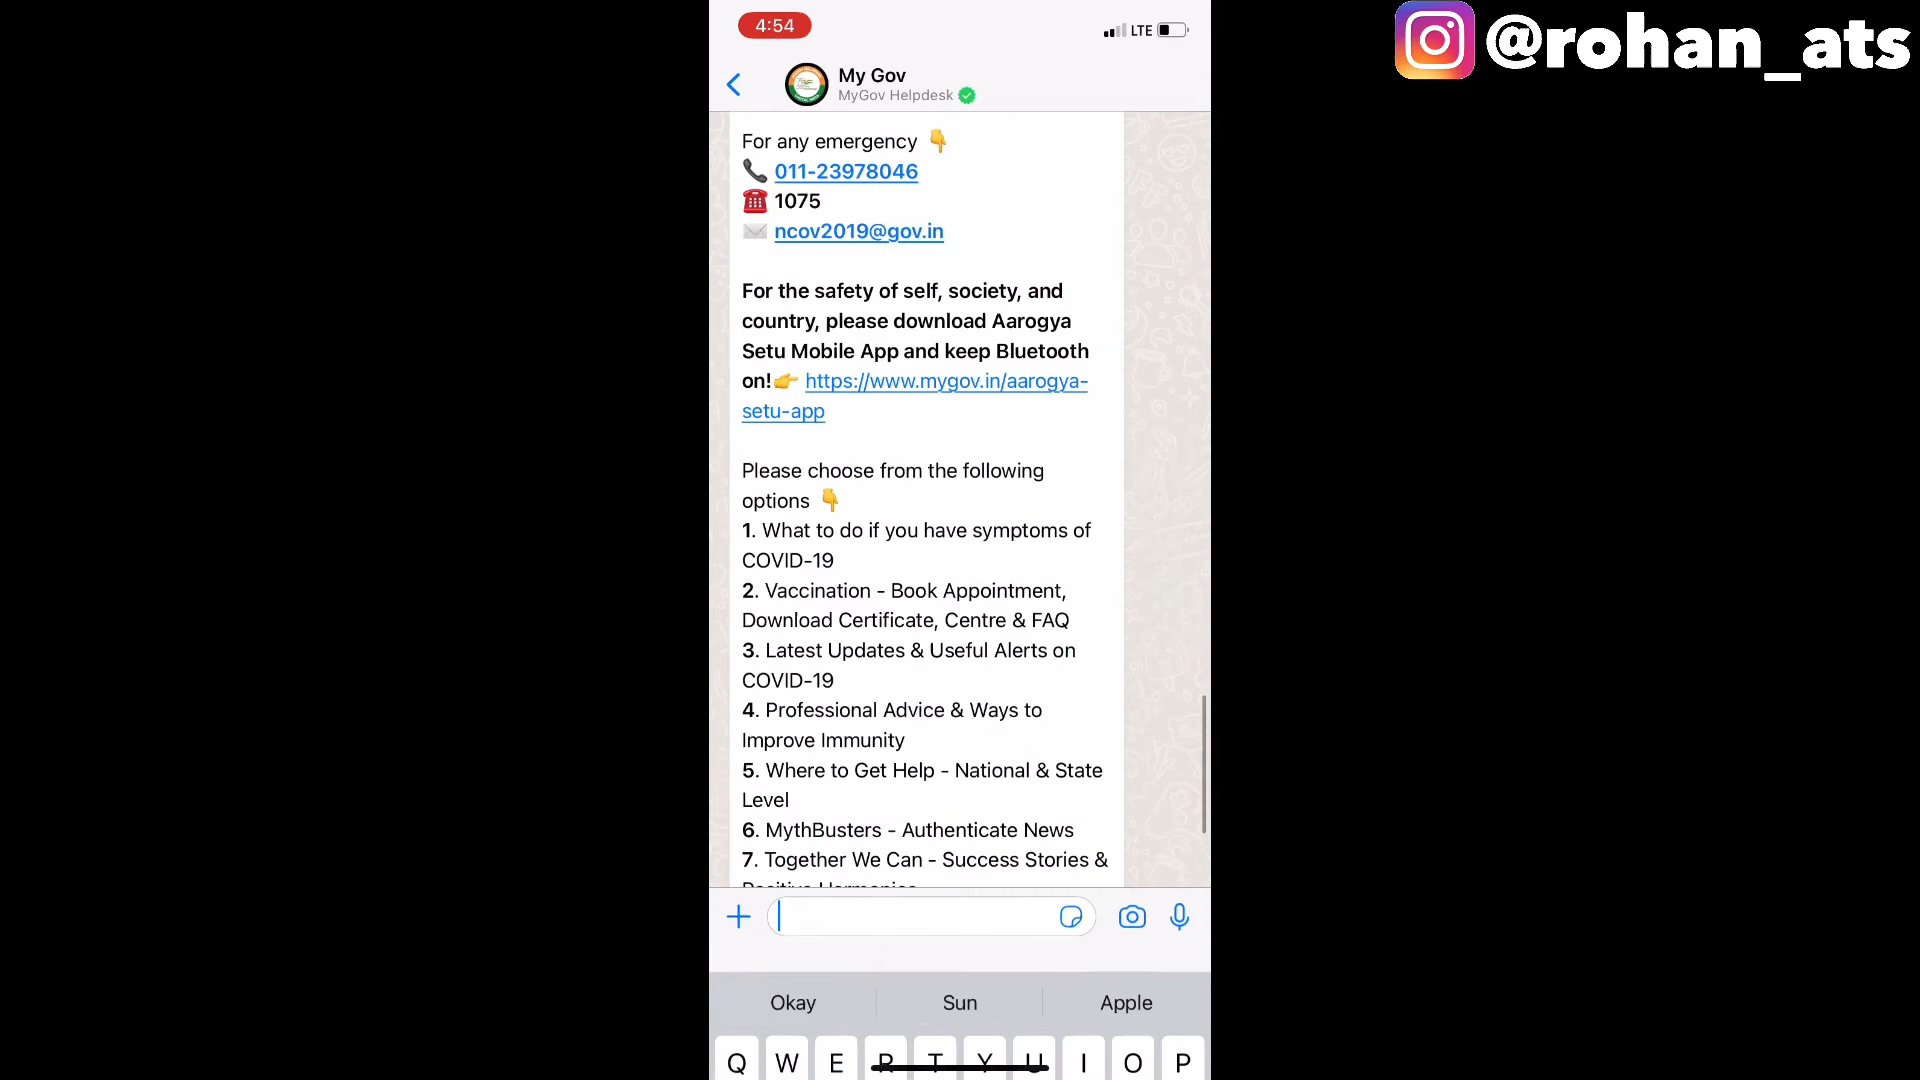 4:54
LTE
@rohan_ats
My Gov
MyGov Helpdesk
For any emergency 👇
📞 011-23978046
☎️ 1075
✉️ ncov2019@gov.in
For the safety of self, society, and
country, please download Aarogya
Setu Mobile App and keep Bluetooth
on!👉 https://www.mygov.in/aarogya-
setu-app
Please choose from the following
options 👇
1. What to do if you have symptoms of
COVID-19
2. Vaccination - Book Appointment,
Download Certificate, Centre & FAQ
3. Latest Updates & Useful Alerts on
COVID-19
4. Professional Advice & Ways to
Improve Immunity
5. Where to Get Help - National & State
Level
6. MythBusters - Authenticate News
7. Together We Can - Success Stories &
Okay Sun Apple
Q W E R T Y U I O P